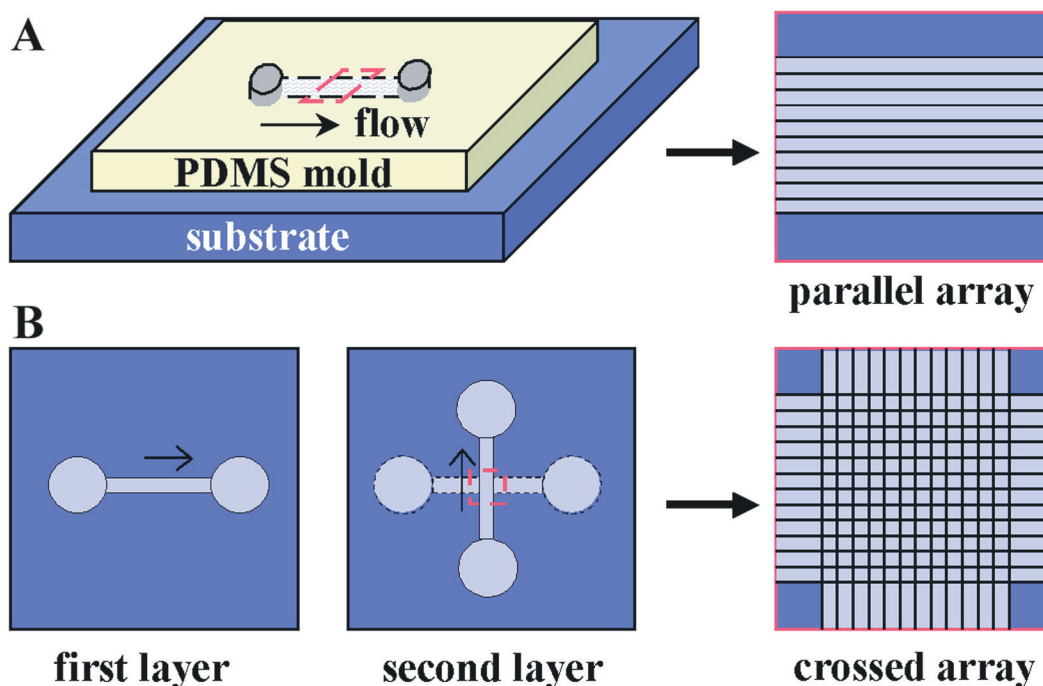 A
flow
PDMS mold
substrate
parallel array
B
first layer
second layer
crossed array